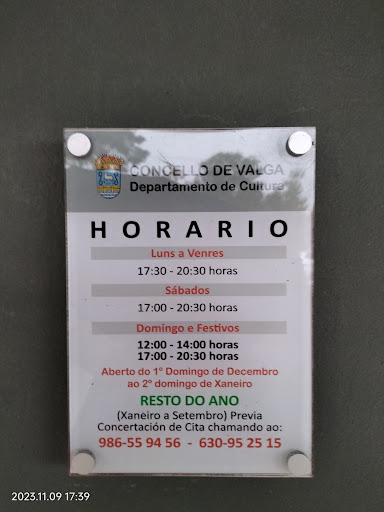 CONCELLO DE VALGA
Departamento de Cultura
HORARIO
Luns a Venres
17:30 - 20:30 horas
Sábados
17:00 - 20:30 horas
Domingo e Festivos
12:00 - 14:00 horas
17:00 - 20:30 horas
Aberto do 1º Domingo de Decembro
ao 2º domingo de Xaneiro
RESTO DO ANO
(Xaneiro a Setembro) Previa
Concertación de Cita chamando ao:
986-55 94 56 - 630-95 25 15
2023.11.09 17:39